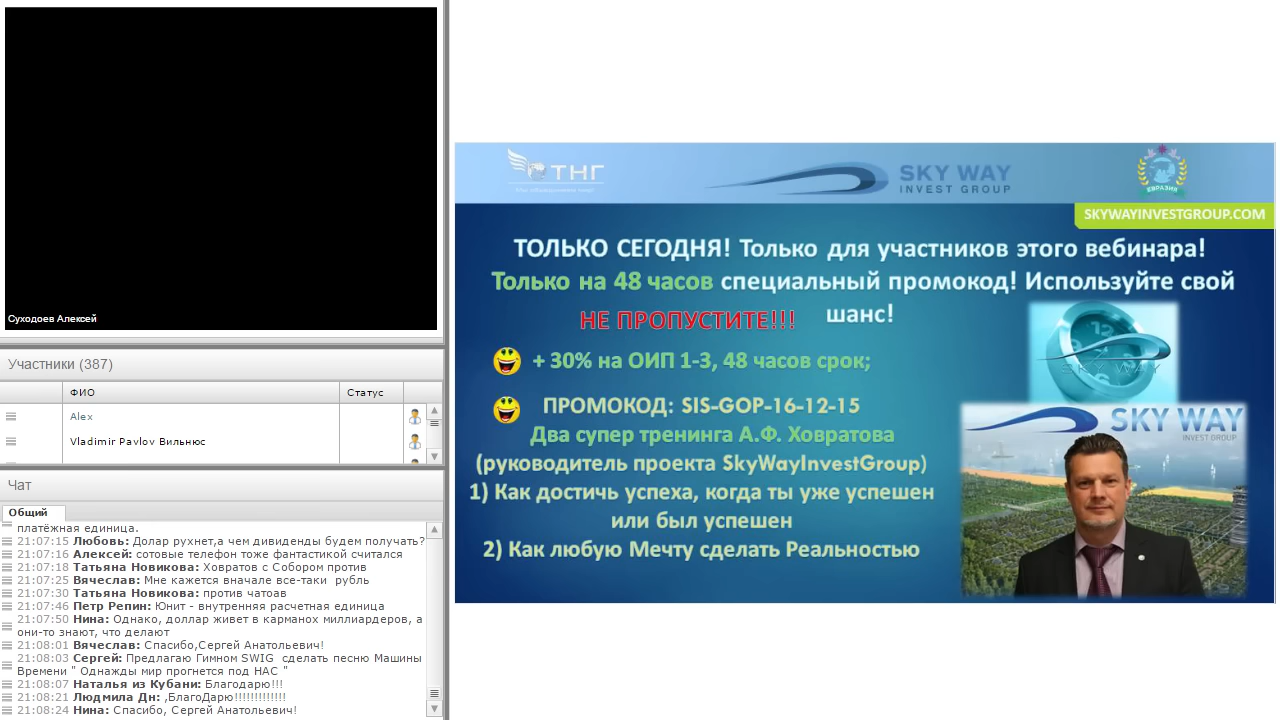 Суходоев Алексей
Участники (387)
ФИО
Статус
Alex
Vladimir Pavlov Вильнюс
Чат
Общий
платёжная единица.
21:07:15 Любовь: Долар рухнет,а чем дивиденды будем получать?
21:07:16 Алексей: сотовые телефон тоже фантастикой считался
21:07:18 Татьяна Новикова: Ховратов с Собором против
21:07:25 Вячеслав: Мне кажется вначале все-таки рубль
21:07:30 Татьяна Новикова: против чатоав
21:07:46 Петр Репин: Юнит - внутренняя расчетная единица
21:07:50 Нина: Однако, доллар живет в карманох миллиардеров, а
они-то знают, что делают
21:08:01 Вячеслав: Спасибо,Сергей Анатольевич!
21:08:03 Сергей: Предлагаю Гимном SWIG сделать песню Машины
Времени " Однажды мир прогнется под НАС "
21:08:07 Наталья из Кубани: Благодарю!!!
21:08:21 Людмила Дн: ,БлагоДарю!!!!!!!!!!!!!
21:08:24 Нина: Спасибо, Сергей Анатольевич!
ТНГ
SKY WAY
INVEST GROUP
ЕВРАЗИЯ
SKYWAYINVESTGROUP.COM
ТОЛЬКО СЕГОДНЯ! Только для участников этого вебинара!
Только на 48 часов специальный промокод! Используйте свой
шанс!
НЕ ПРОПУСТИТЕ!!!
+ 30% на ОИП 1-3, 48 часов срок;
ПРОМОКОД: SIS-GOP-16-12-15
Два супер тренинга А.Ф. Ховратова
(руководитель проекта SkyWayInvestGroup)
1) Как достичь успеха, когда ты уже успешен
или был успешен
2) Как любую Мечту сделать Реальностью
SKY WAY
SKY WAY
INVEST GROUP